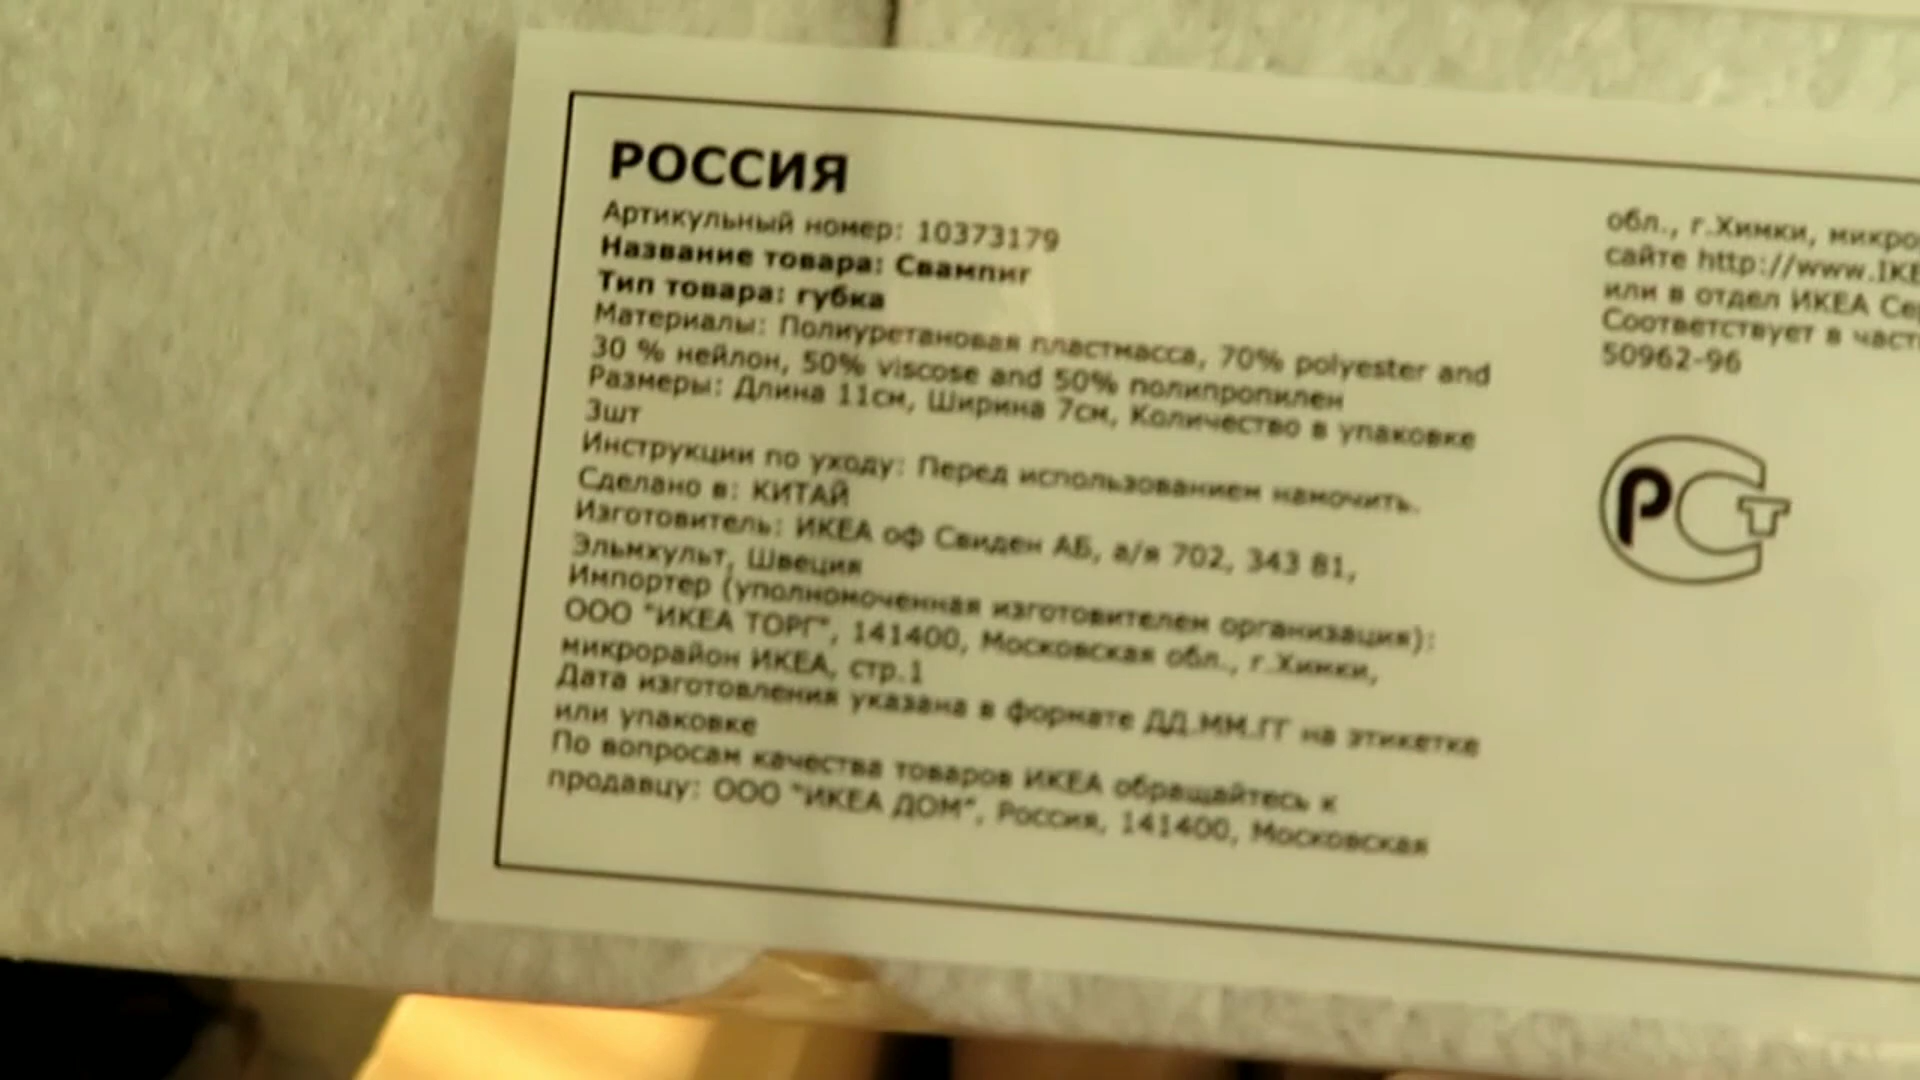 РОССИЯ
Артикульный номер: 10373179
Название товара: Свампиг
Тип товара: губка
Материалы: Полиуретановая пластмасса, 70% polyester and
30 % нейлон, 50% viscose and 50% полипропилен
Размеры: Длина 11см, Ширина 7см, Количество в упаковке
3шт
Инструкции по уходу: Перед использованием намочить.
Сделано в: КИТАЙ
Изготовитель: ИКЕА оф Свиден АБ, а/я 702, 343 81,
Эльмхульт, Швеция
Импортер (уполномоченная изготовителем организация):
ООО "ИКЕА ТОРГ", 141400, Московская обл., г.Химки,
микрорайон ИКЕА, стр.1
Дата изготовления указана в формате ДД.ММ.ГГ на этикетке
или упаковке
По вопросам качества товаров ИКЕА обращайтесь к
продавцу: ООО "ИКЕА ДОМ", Россия, 141400, Московская
обл., г.Химки, микро
сайте http://www.IKE
или в отдел ИКЕА Се
Соответствует в част
50962-96
РСТ